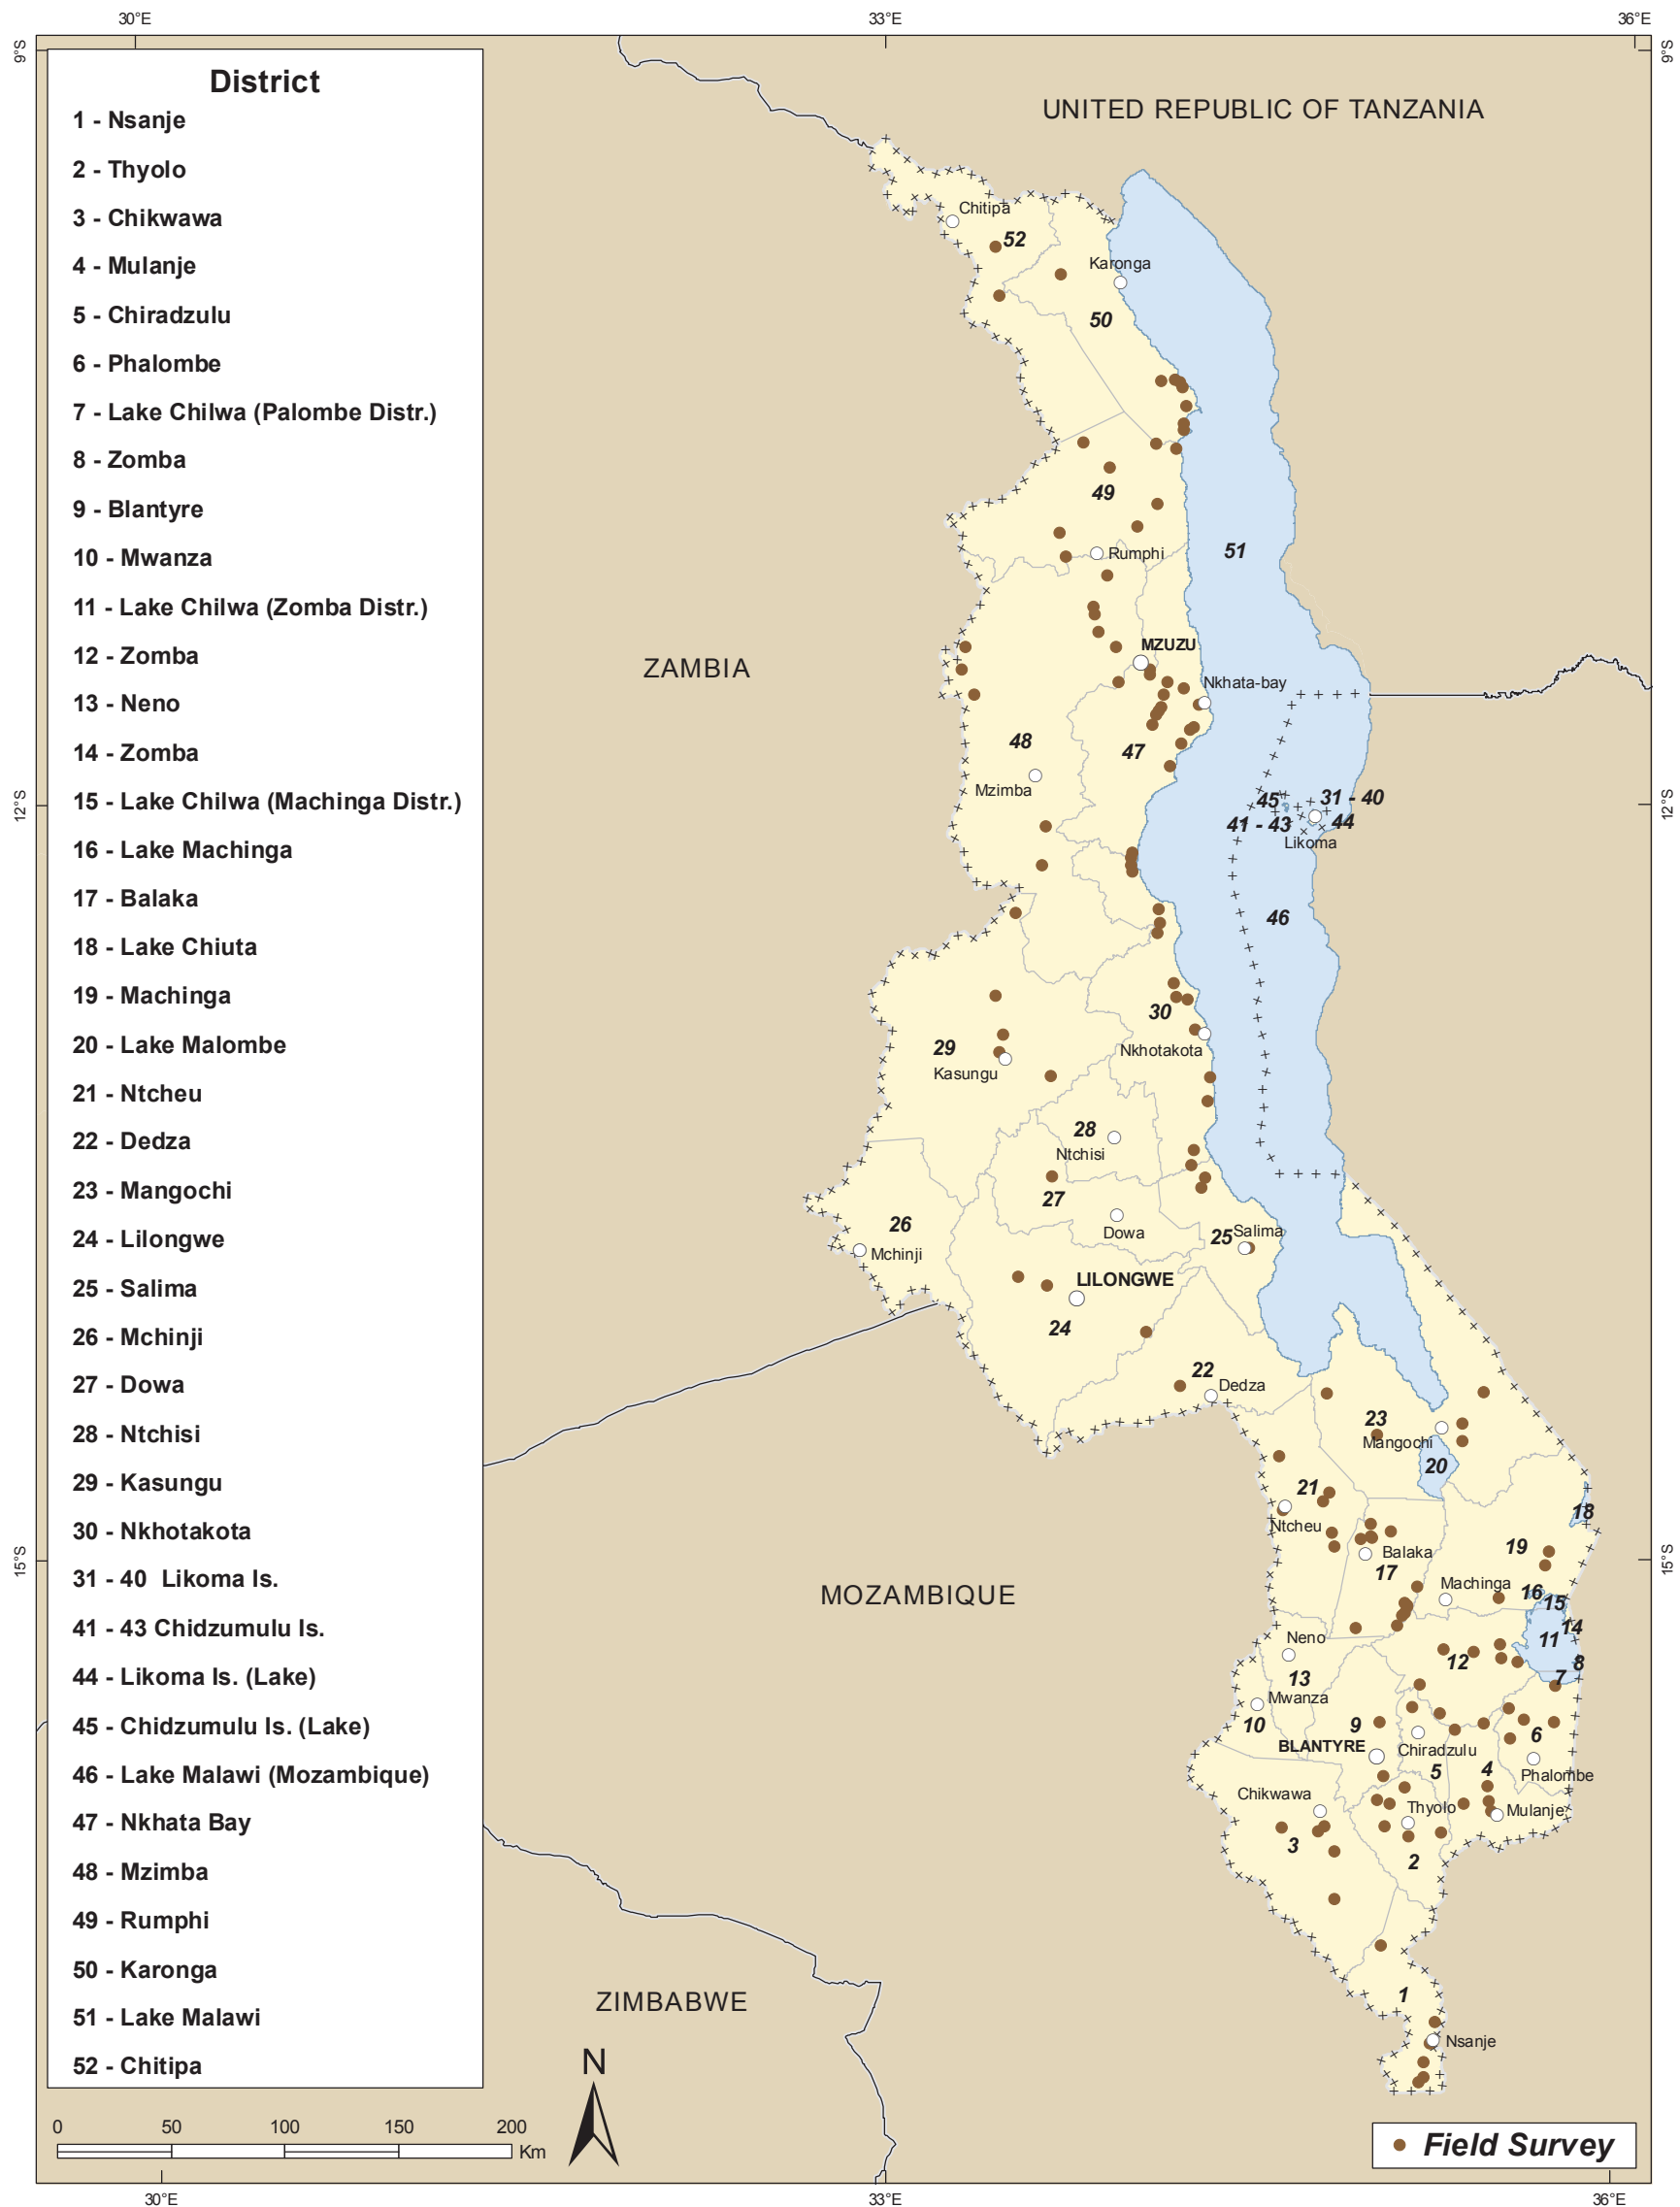 30°E
33°E
36°E
9°S
9°S
District
1 - Nsanje
2 - Thyolo
3 - Chikwawa
4 - Mulanje
5 - Chiradzulu
6 - Phalombe
7 - Lake Chilwa (Palombe Distr.)
8 - Zomba
9 - Blantyre
10 - Mwanza
11 - Lake Chilwa (Zomba Distr.)
12 - Zomba
13 - Neno
14 - Zomba
15 - Lake Chilwa (Machinga Distr.)
16 - Lake Machinga
17 - Balaka
18 - Lake Chiuta
19 - Machinga
20 - Lake Malombe
21 - Ntcheu
22 - Dedza
23 - Mangochi
24 - Lilongwe
25 - Salima
26 - Mchinji
27 - Dowa
28 - Ntchisi
29 - Kasungu
30 - Nkhotakota
31 - 40  Likoma Is.
41 - 43 Chidzumulu Is.
44 - Likoma Is. (Lake)
45 - Chidzumulu Is. (Lake)
46 - Lake Malawi (Mozambique)
47 - Nkhata Bay
48 - Mzimba
49 - Rumphi
50 - Karonga
51 - Lake Malawi
52 - Chitipa
0 50 100 150 200
Km
N
UNITED REPUBLIC OF TANZANIA
Chitipa
52
Karonga
50
49
51
Rumphi
MZUZU
ZAMBIA
Nkhata-bay
48
47
Mzimba
45
31 - 40
41 - 43
44
Likoma
12°S
12°S
46
30
29
Nkhotakota
Kasungu
28
Ntchisi
27
26
Dowa
25
Salima
Mchinji
LILONGWE
24
22
Dedza
23
Mangochi
20
21
18
Ntcheu
19
Balaka
15°S
15°S
17
Machinga
16
15
MOZAMBIQUE
14
Neno
11
12
8
13
7
Mwanza
10
9
6
BLANTYRE
Chiradzulu
5
4
Phalombe
Chikwawa
Thyolo
Mulanje
3
2
1
ZIMBABWE
Nsanje
Field Survey
30°E
33°E
36°E